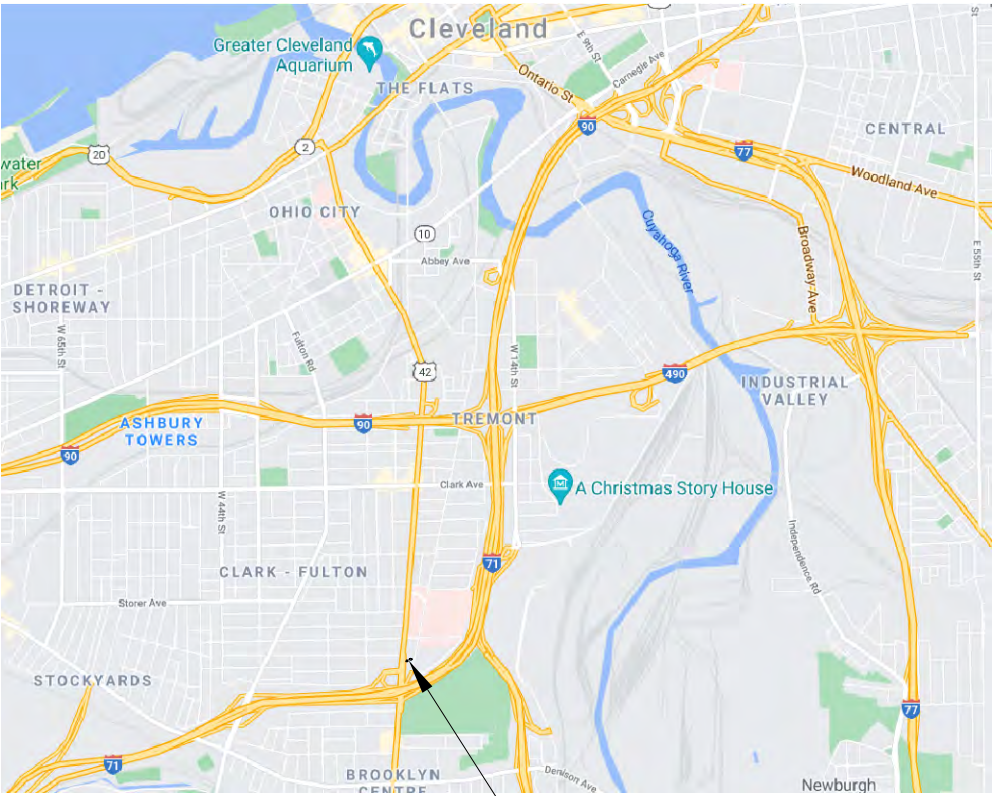 Cleveland
Greater Cleveland
Aquarium
E 9th St
Carnegie Ave
St
THE FLATS
Ontario St
90
CENTRAL
20
2
77
water
rk
Woodland Ave
OHIO CITY
10
Cuyahoga River
Broadway Ave
E 55th St
Abbey Ave
DETROIT -
SHOREWAY
W 65th St
Fulton Rd
W 14th St
42
490
INDUSTRIAL
VALLEY
ASHBURY
TOWERS
90
TREMONT
90
Clark Ave
A Christmas Story House
W 44th St
Independence Rd
71
CLARK - FULTON
Storer Ave
STOCKYARDS
77
71
BROOKLYN
CENTRE
Denison Ave
Newburgh